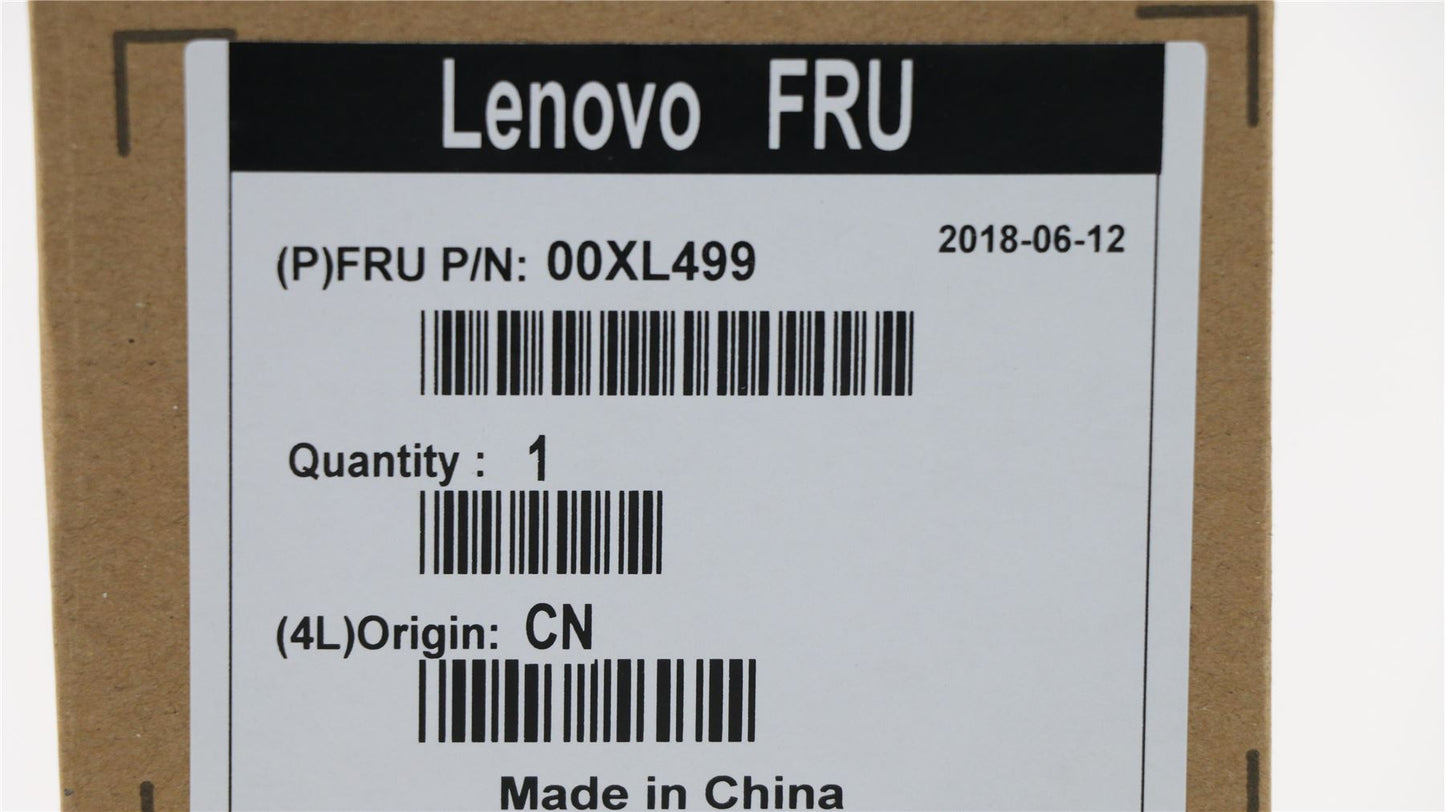 Lenovo FRU
2018-06-12
(P)FRU P/N: 00XL499
Quantity : 1
(4L)Origin: CN
Made in China